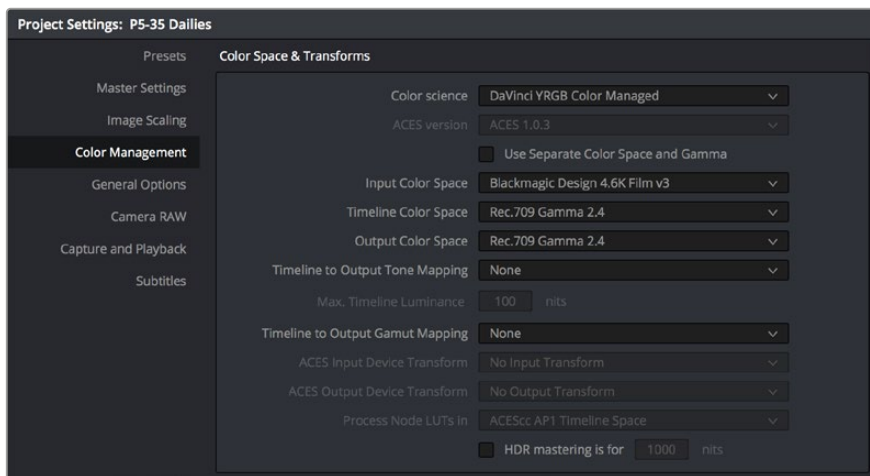 Project Settings: P5-35 Dailies
Presets
Master Settings
Image Scaling
Color Management
General Options
Camera RAW
Capture and Playback
Subtitles
Color Space & Transforms
Color science DaVinci YRGB Color Managed
ACES version ACES 1.0.3
Use Separate Color Space and Gamma
Input Color Space Blackmagic Design 4.6K Film v3
Timeline Color Space Rec.709 Gamma 2.4
Output Color Space Rec.709 Gamma 2.4
Timeline to Output Tone Mapping None
Max. Timeline Luminance 100 nits
Timeline to Output Gamut Mapping None
ACES Input Device Transform No Input Transform
ACES Output Device Transform No Output Transform
Process Node LUTs in ACEScc AP1 Timeline Space
HDR mastering is for 1000 nits